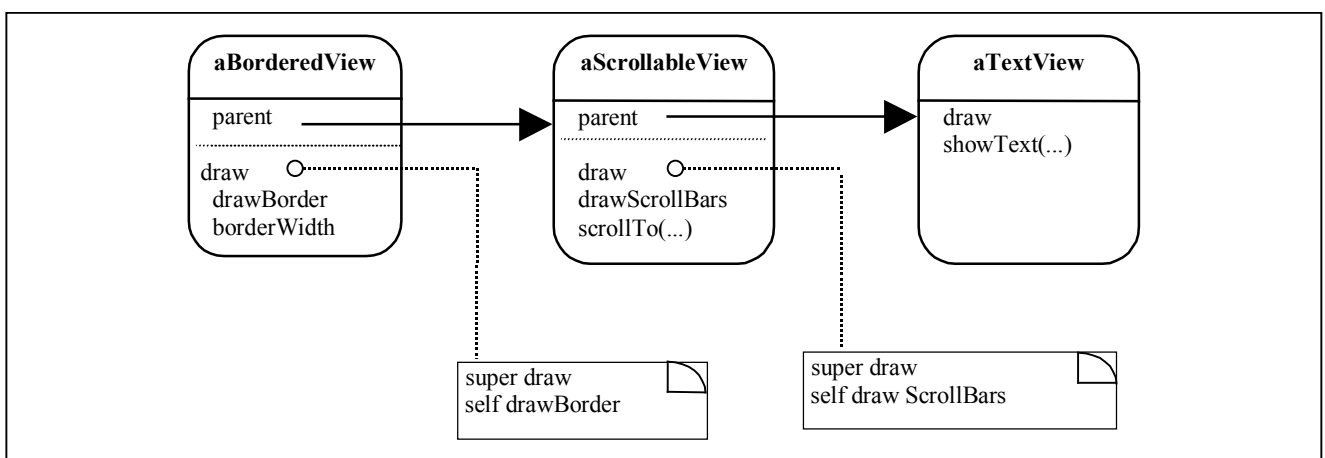 aBorderedView
parent
draw
drawBorder
borderWidth
aScrollableView
parent
draw
drawScrollBars
scrollTo(...)
aTextView
draw
showText(...)
super draw
self drawBorder
super draw
self draw ScrollBars